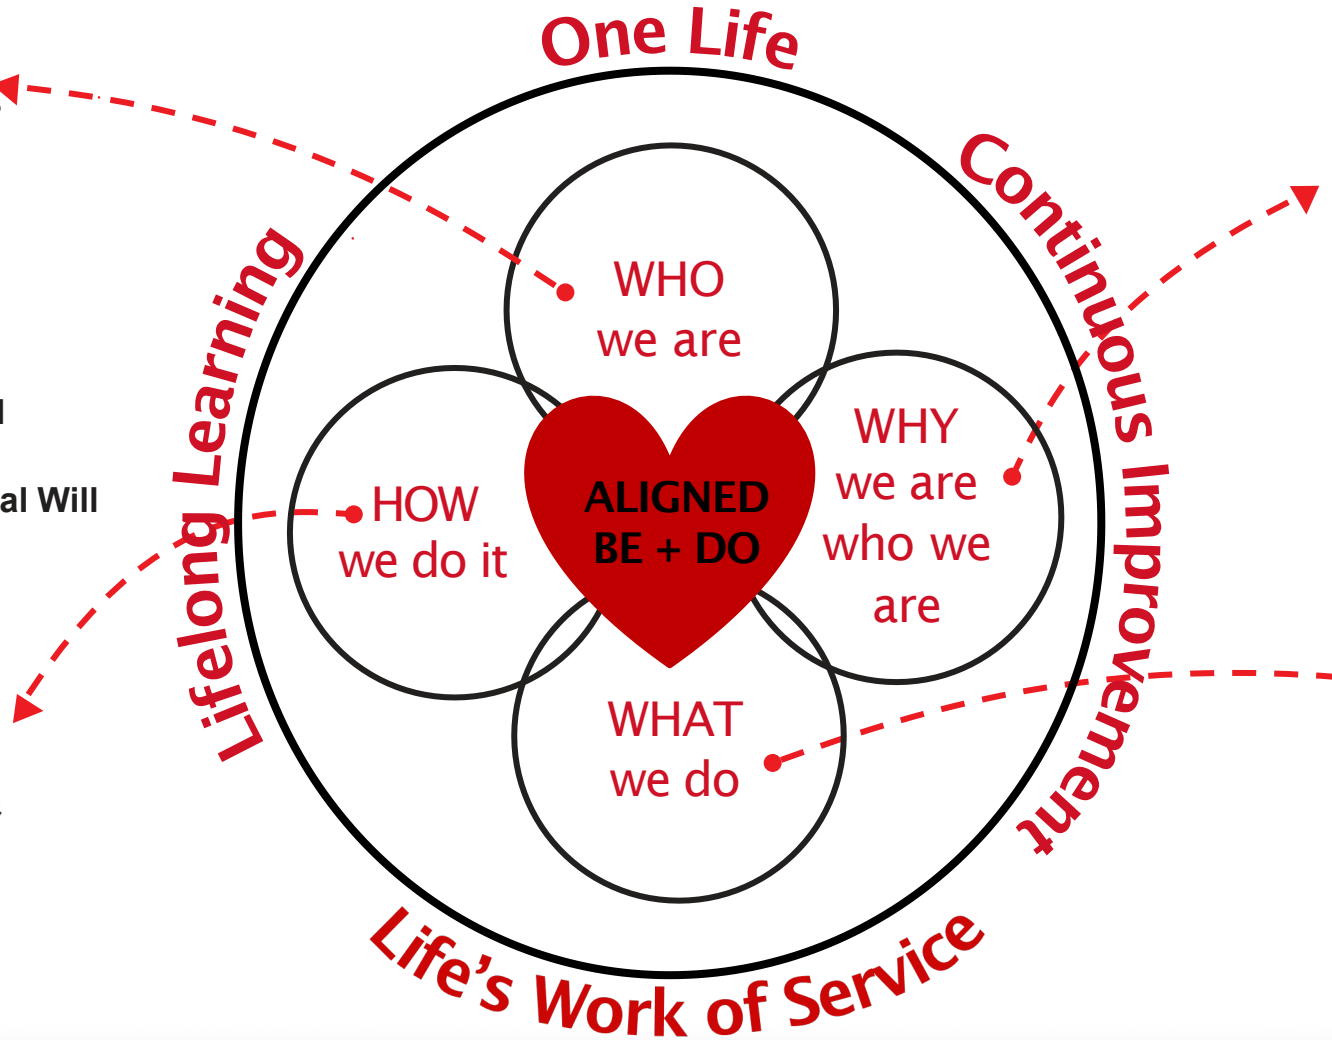 One Life
Continuous Improvement
Lifelong Learning
WHO
we are
WHY
we are
who we
are
HOW
we do it
ALIGNED
BE + DO
al Will
WHAT
we do
Life's Work of Service